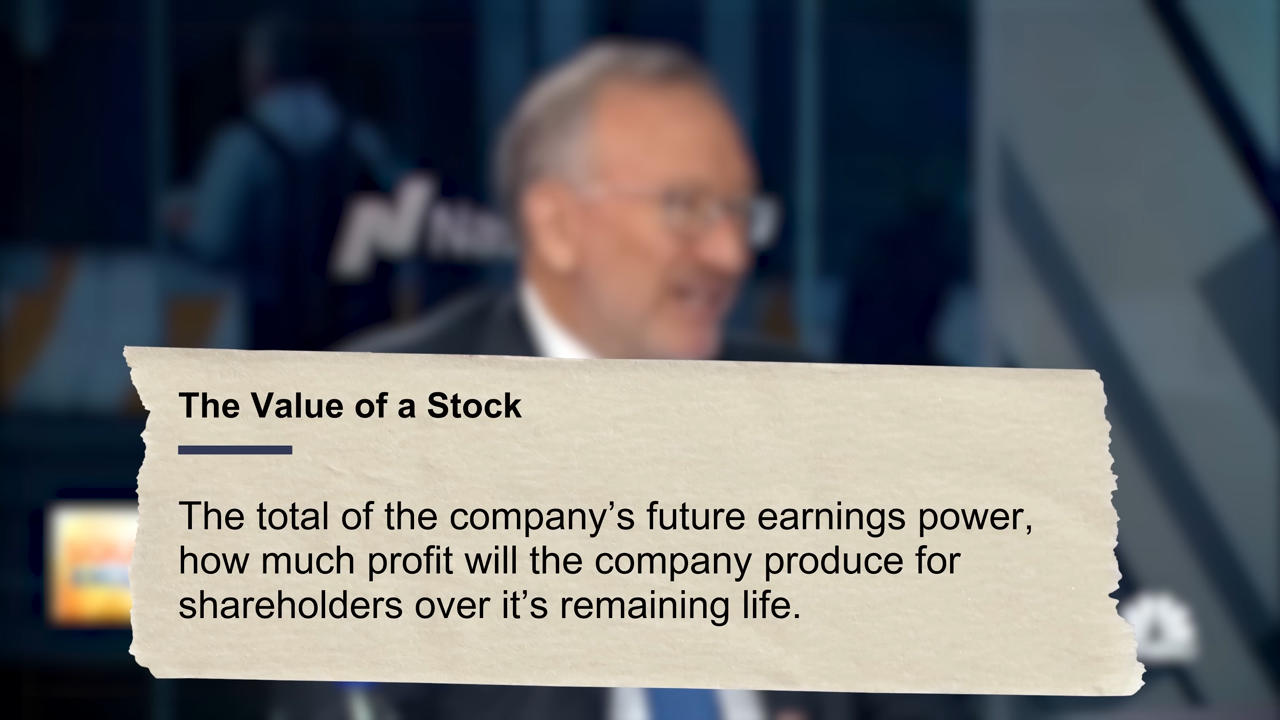 The Value of a Stock
The total of the company’s future earnings power,
how much profit will the company produce for
shareholders over it’s remaining life.